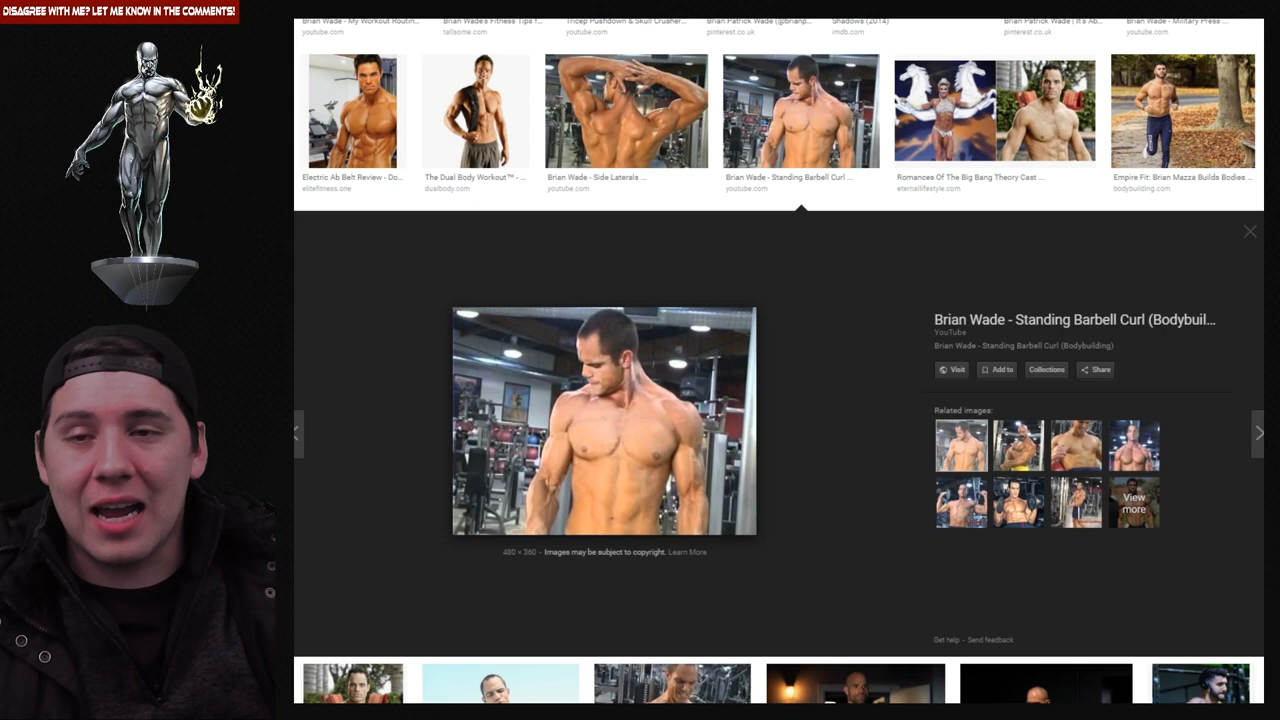 DISAGREE WITH ME? LET ME KNOW IN THE COMMENTS!
Brian Wade - My Workout Routin...
Brian Wade's Fitness Tips f...
Tricep Pushdown & Skull Crusher...
Brian Patrick Wade (@brianp...
Shadows (2014)
Brian Patrick Wade | It's Ab...
Brian Wade - Military Press ...
youtube.com
tellsome.com
youtube.com
pinterest.co.uk
imdb.com
pinterest.co.uk
youtube.com
Electric Ab Belt Review - Do...
The Dual Body Workout™ - ...
Brian Wade - Side Laterals ...
Brian Wade - Standing Barbell Curl ...
Romances Of The Big Bang Theory Cast ...
Empire Fit: Brian Mazza Builds Bodies ...
elitefitness.one
dualbody.com
youtube.com
youtube.com
eternallifestyle.com
bodybuilding.com
Brian Wade - Standing Barbell Curl (Bodybuil...
YouTube
Brian Wade - Standing Barbell Curl (Bodybuilding)
Visit
Add to
Collections
Share
Related images:
View
more
480 × 360 - Images may be subject to copyright. Learn More
Get help - Send feedback